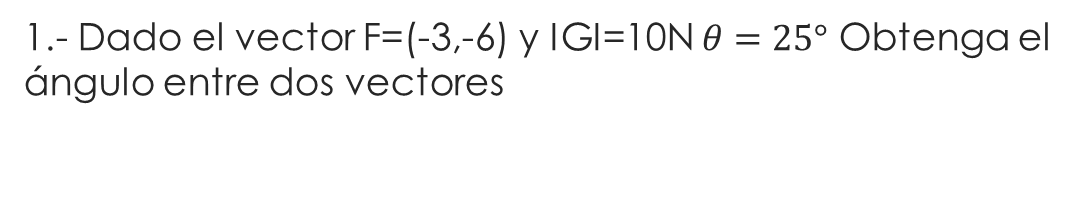 1.- Dado el vector F=(-3,-6) y IGI=10N θ = 25° Obtenga el
ángulo entre dos vectores